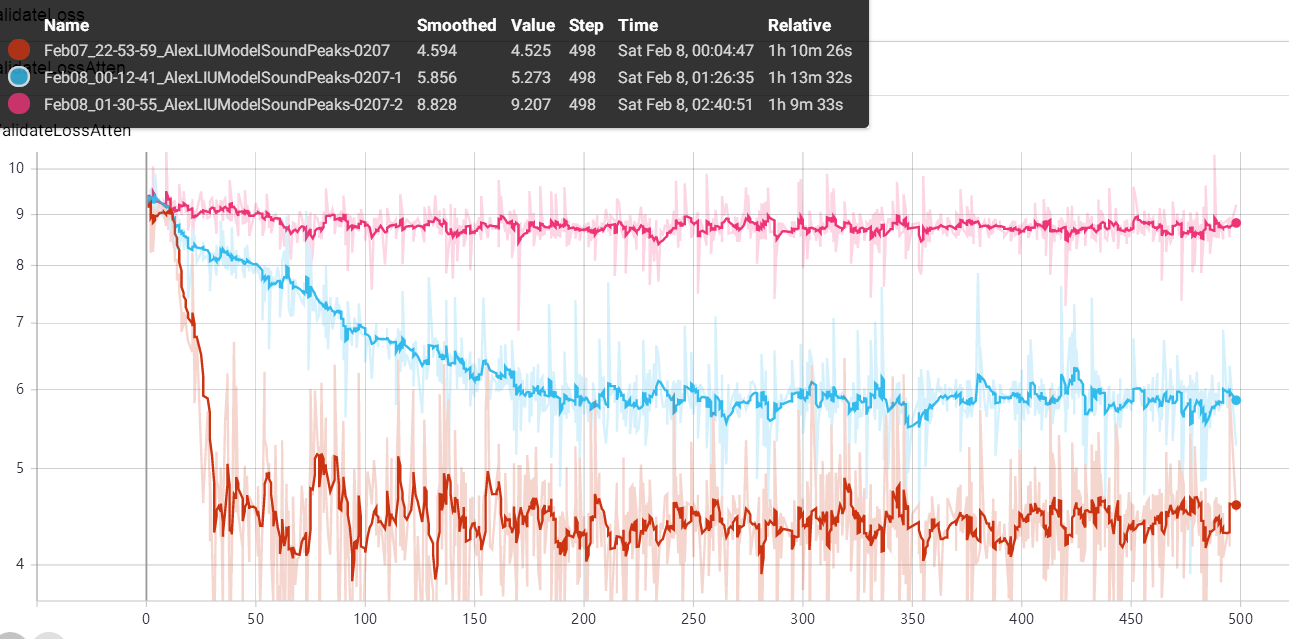 alidateLoss
Name Smoothed Value Step Time Relative
Feb07_22-53-59_AlexLIUModelSoundPeaks-0207 4.594 4.525 498 Sat Feb 8, 00:04:47 1h 10m 26s
alidateLossAtten
Feb08_00-12-41_AlexLIUModelSoundPeaks-0207-1 5.856 5.273 498 Sat Feb 8, 01:26:35 1h 13m 32s
Feb08_01-30-55_AlexLIUModelSoundPeaks-0207-2 8.828 9.207 498 Sat Feb 8, 02:40:51 1h 9m 33s
alidateLossAtten
10
9
8
7
6
5
4
0 50 100 150 200 250 300 350 400 450 500